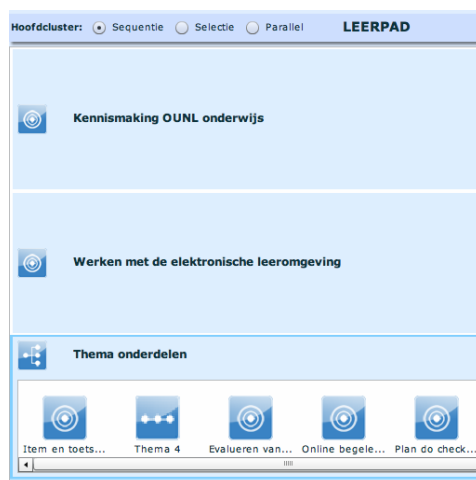 Hoofdcluster: Sequentie Selectie Parallel LEERPAD
Kennismaking OUNL onderwijs
Werken met de elektronische leeromgeving
Thema onderdelen
Item en toets... Thema 4 Evalueren van... Online begele... Plan do check...